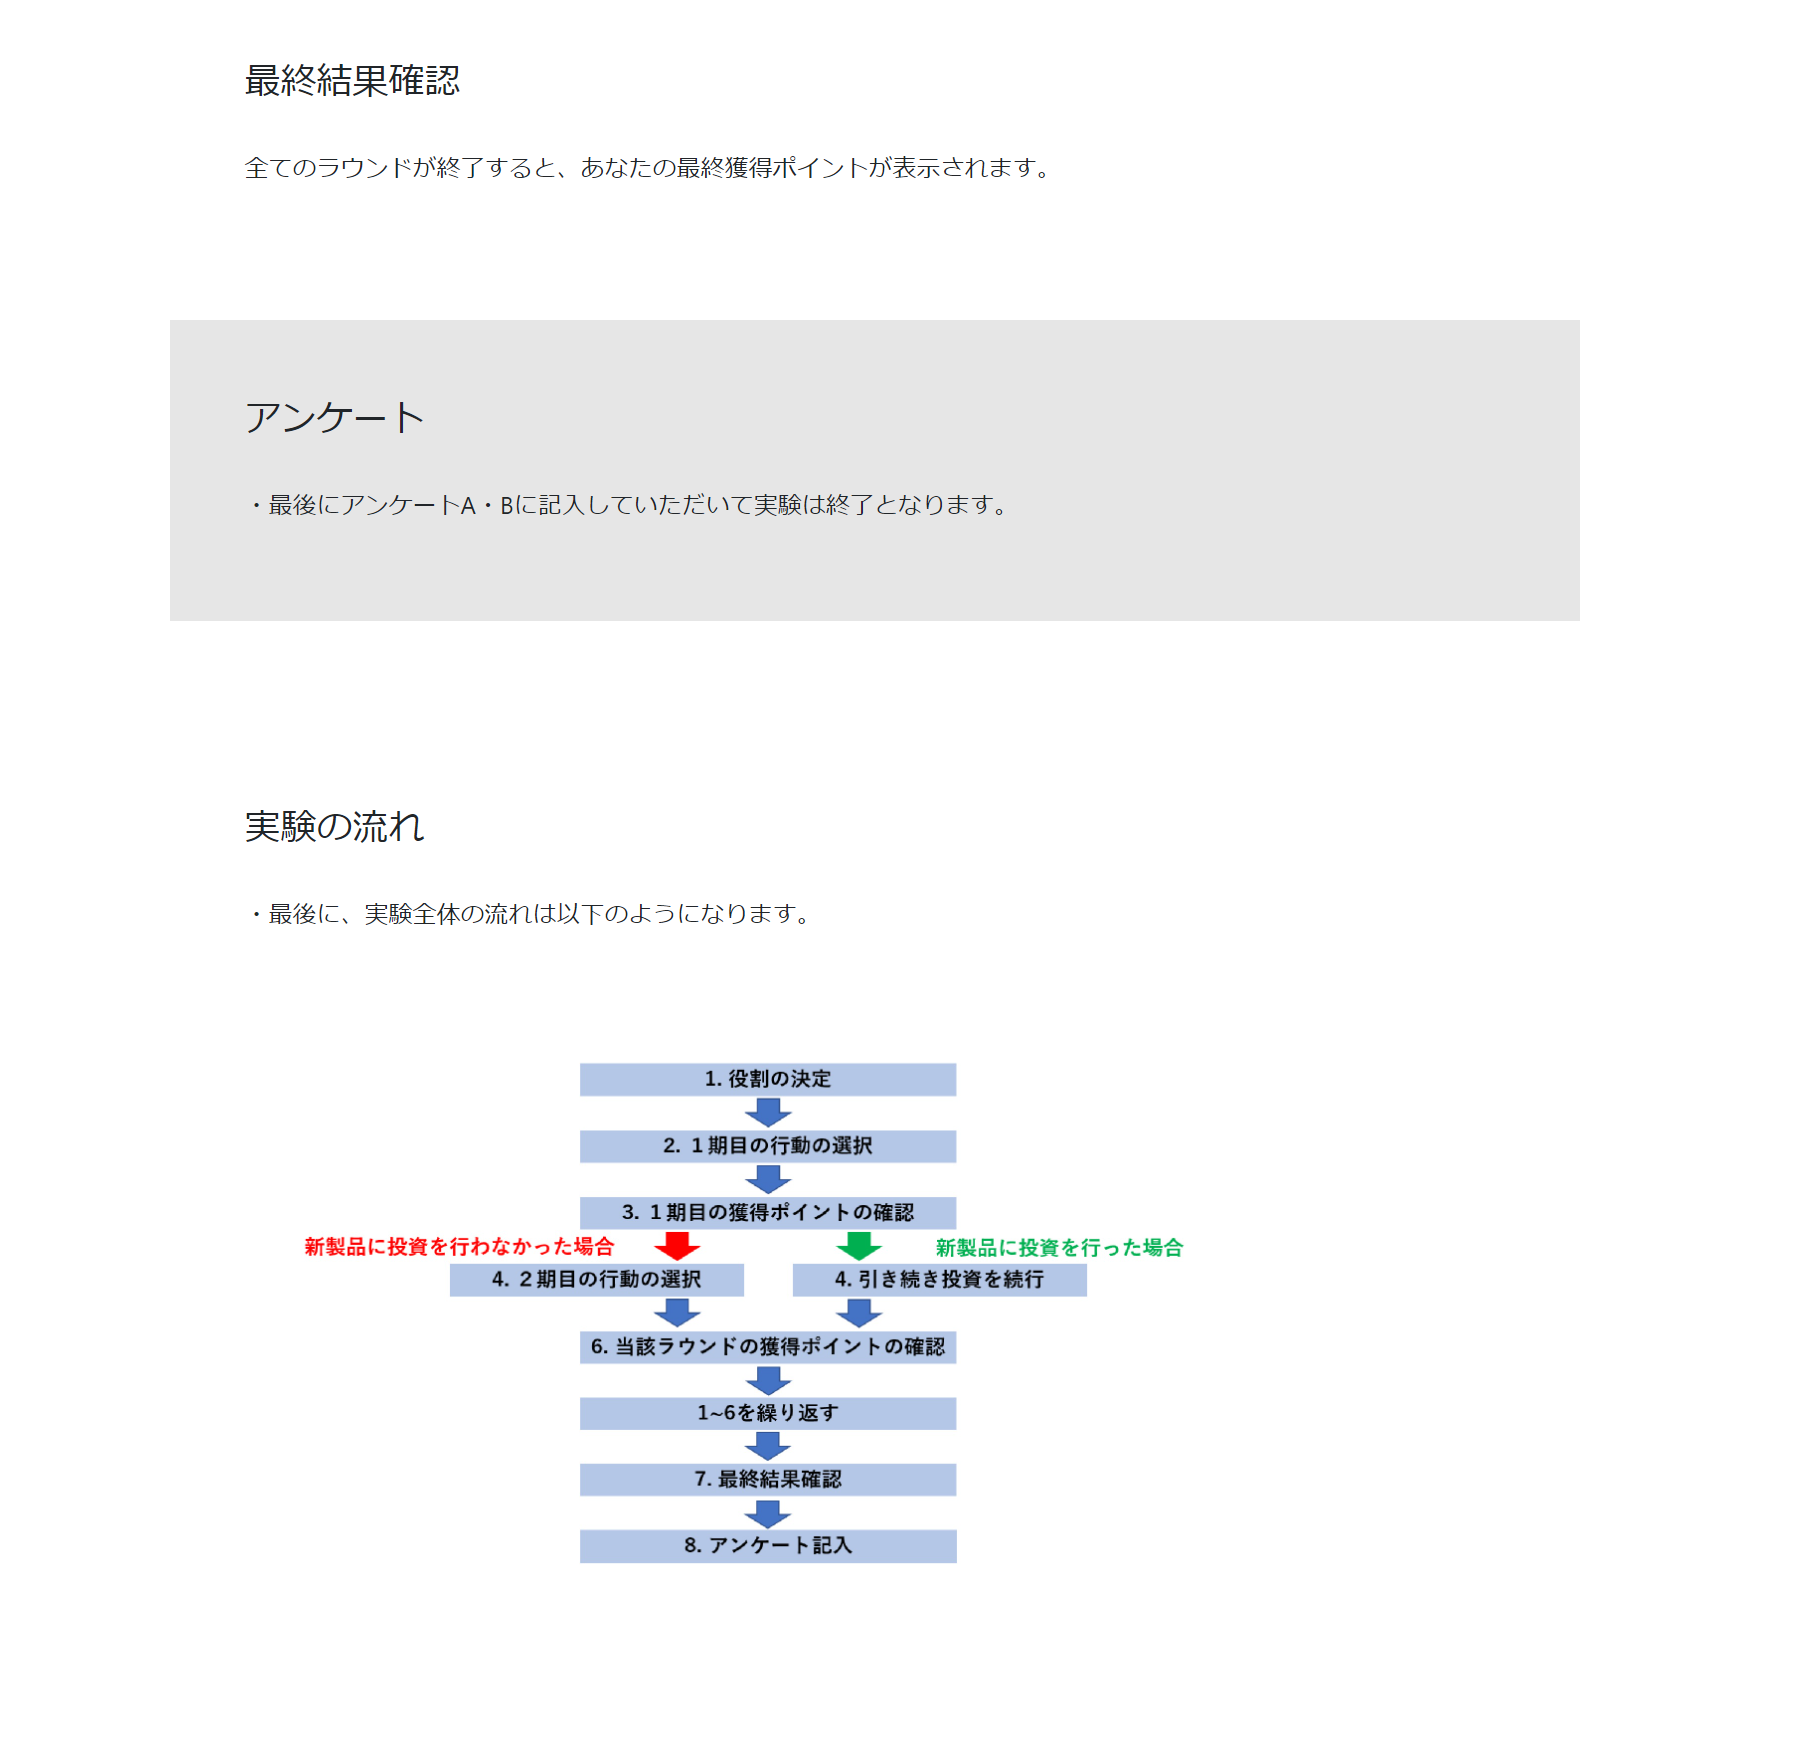 最終結果確認
全てのラウンドが終了すると、あなたの最終獲得ポイントが表示されます。
アンケート
・最後にアンケートA・Bに記入していただいて実験は終了となります。
実験の流れ
・最後に、実験全体の流れは以下のようになります。
1. 役割の決定
2. １期目の行動の選択
3. １期目の獲得ポイントの確認
新製品に投資を行わなかった場合
新製品に投資を行った場合
4. ２期目の行動の選択
4. 引き続き投資を続行
6. 当該ラウンドの獲得ポイントの確認
1~6を繰り返す
7. 最終結果確認
8. アンケート記入